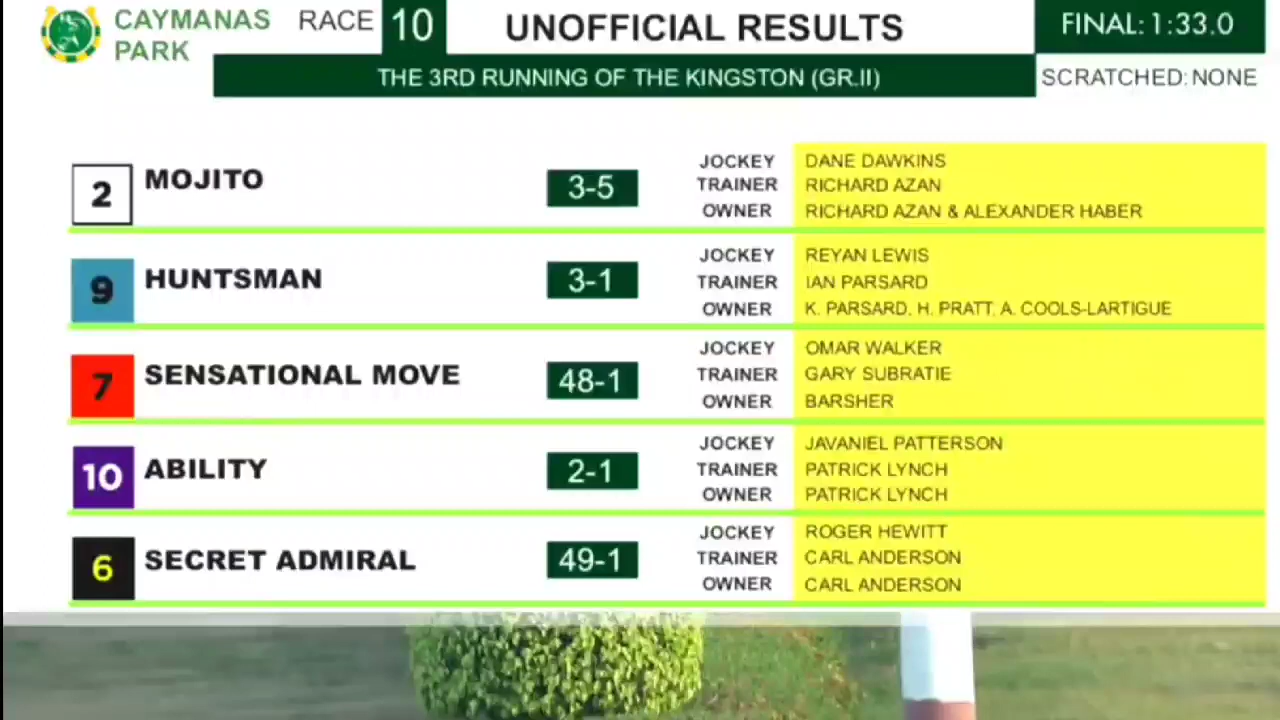 CAYMANAS PARK
RACE 10
UNOFFICIAL RESULTS
FINAL: 1:33.0
THE 3RD RUNNING OF THE KINGSTON (GR.II)
SCRATCHED: NONE
2 MOJITO 3-5
JOCKEY DANE DAWKINS
TRAINER RICHARD AZAN
OWNER RICHARD AZAN & ALEXANDER HABER
9 HUNTSMAN 3-1
JOCKEY REYAN LEWIS
TRAINER IAN PARSARD
OWNER K. PARSARD, H. PRATT, A. COOLS-LARTIGUE
7 SENSATIONAL MOVE 48-1
JOCKEY OMAR WALKER
TRAINER GARY SUBRATIE
OWNER BARSHER
10 ABILITY 2-1
JOCKEY JAVANIEL PATTERSON
TRAINER PATRICK LYNCH
OWNER PATRICK LYNCH
6 SECRET ADMIRAL 49-1
JOCKEY ROGER HEWITT
TRAINER CARL ANDERSON
OWNER CARL ANDERSON